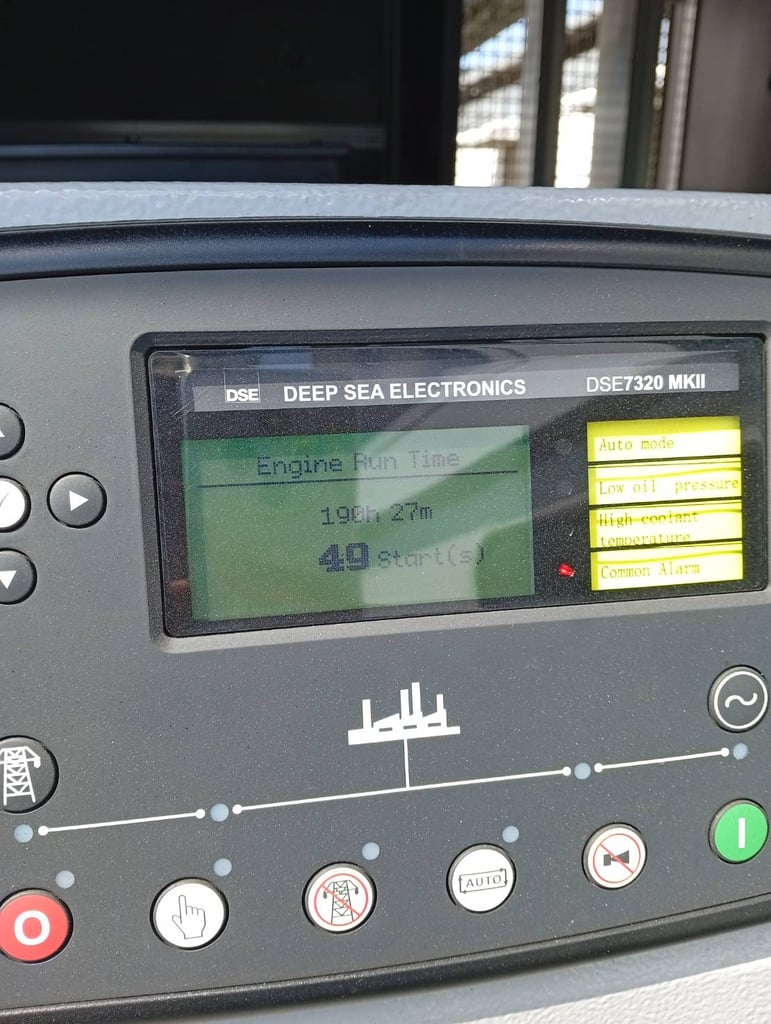 DSE DEEP SEA ELECTRONICS DSE7320 MKII
Engine Run Time
190h 27m
49 Start(s)
Auto mode
Low oil pressure
High coolant
temperature
Common Alarm
O
AUTO
I